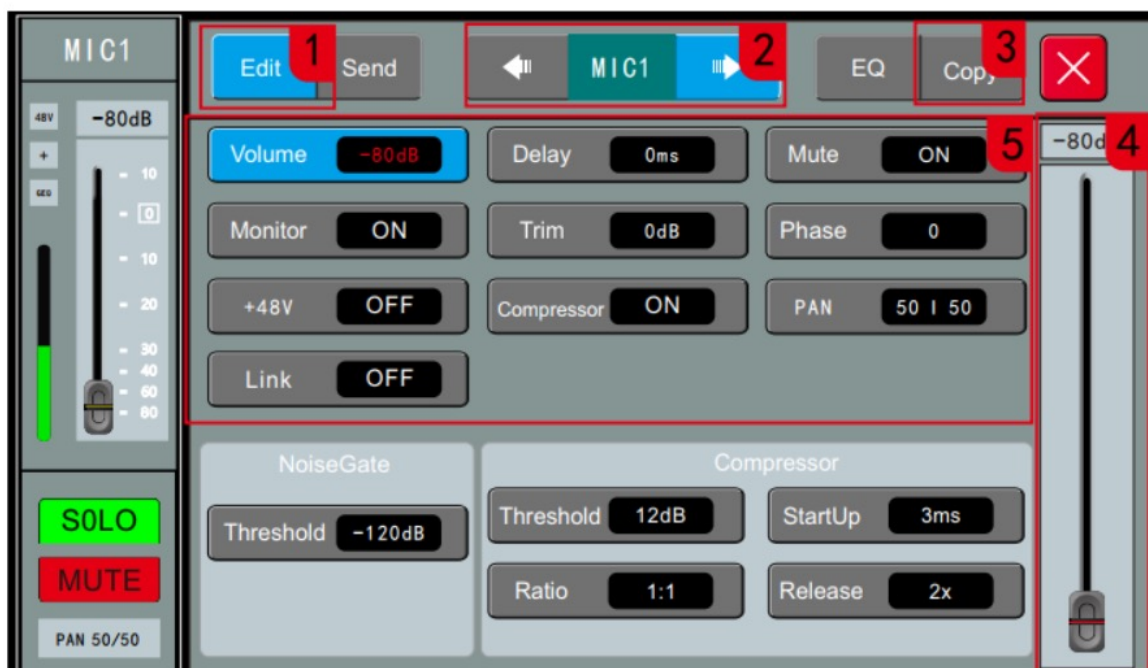 MIC1
48V
-80dB
+
GEQ
10
0
10
20
30
40
60
80
SOLO
MUTE
PAN 50/50
Edit 1 Send
MIC1 2
EQ Copy 3
Volume -80dB
Delay 0ms
Mute ON 5
-80d 4
Monitor ON
Trim 0dB
Phase 0
+48V OFF
Compressor ON
PAN 50 | 50
Link OFF
NoiseGate
Threshold -120dB
Compressor
Threshold 12dB
StartUp 3ms
Ratio 1:1
Release 2x